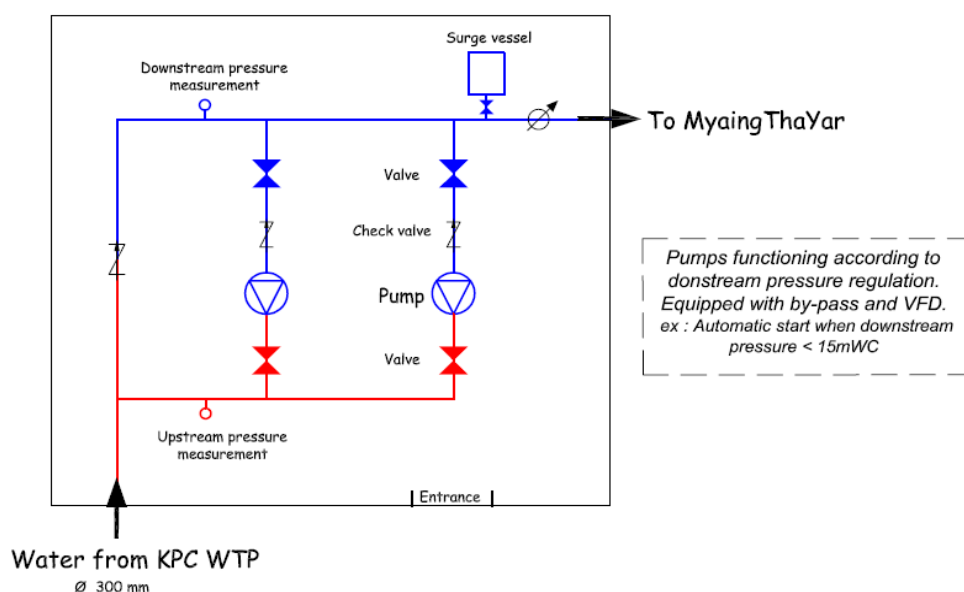 Surge vessel
Downstream pressure
measurement
To MyaingThaYar
Valve
Check valve
Pump
Valve
Pumps functioning according to
donstream pressure regulation.
Equipped with by-pass and VFD.
ex : Automatic start when downstream
pressure < 15mWC
Upstream pressure
measurement
Entrance
Water from KPC WTP
Ø 300 mm